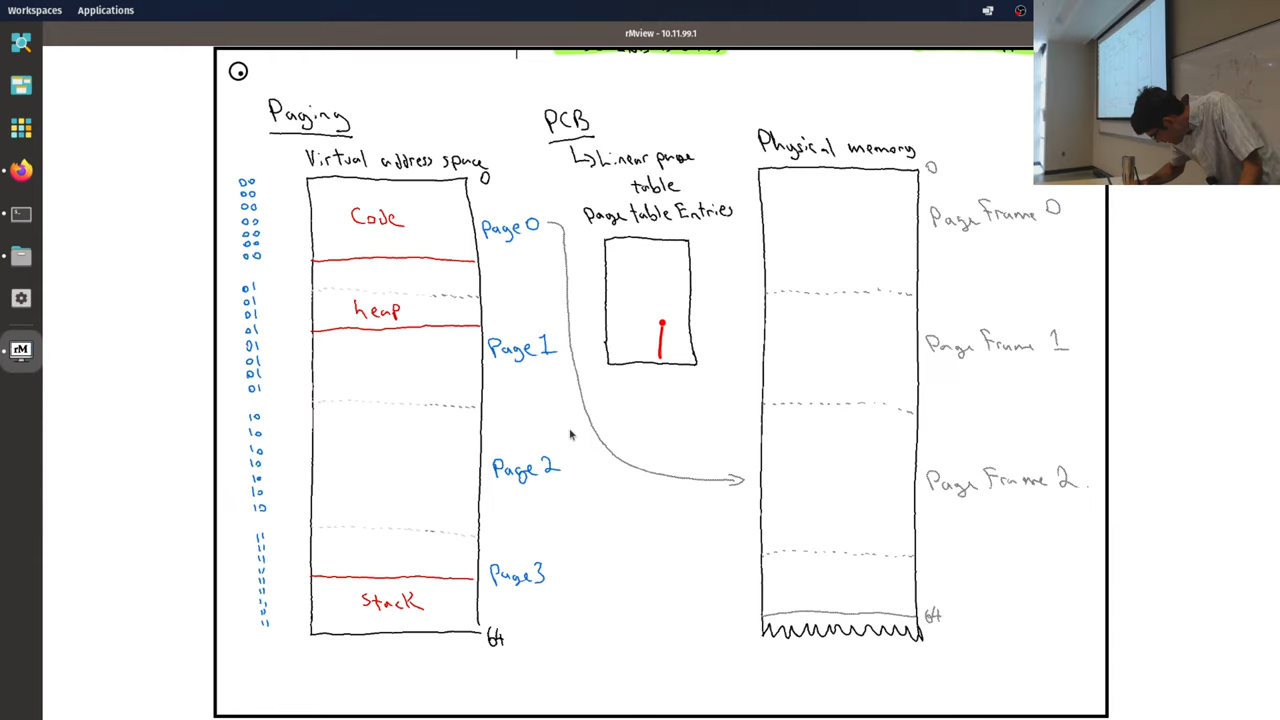 Workspaces Applications
rMview - 10.11.99.1
Paging
Virtual address space
0
Code
heap
stack
64
00
00
00
00
00
00
00
01
01
01
01
01
01
01
01
10
10
10
10
10
10
10
11
11
11
11
11
11
11
11
Page 0
Page 1
Page 2
Page 3
PCB
Linear page
table
Page table Entries
Physical memory
0
Page Frame 0
Page Frame 1
Page Frame 2
64
rM